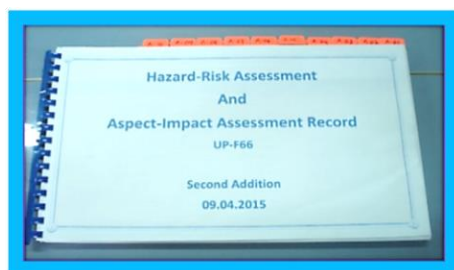 Hazard-Risk Assessment
And
Aspect-Impact Assessment Record
UP-F66
Second Addition
09.04.2015